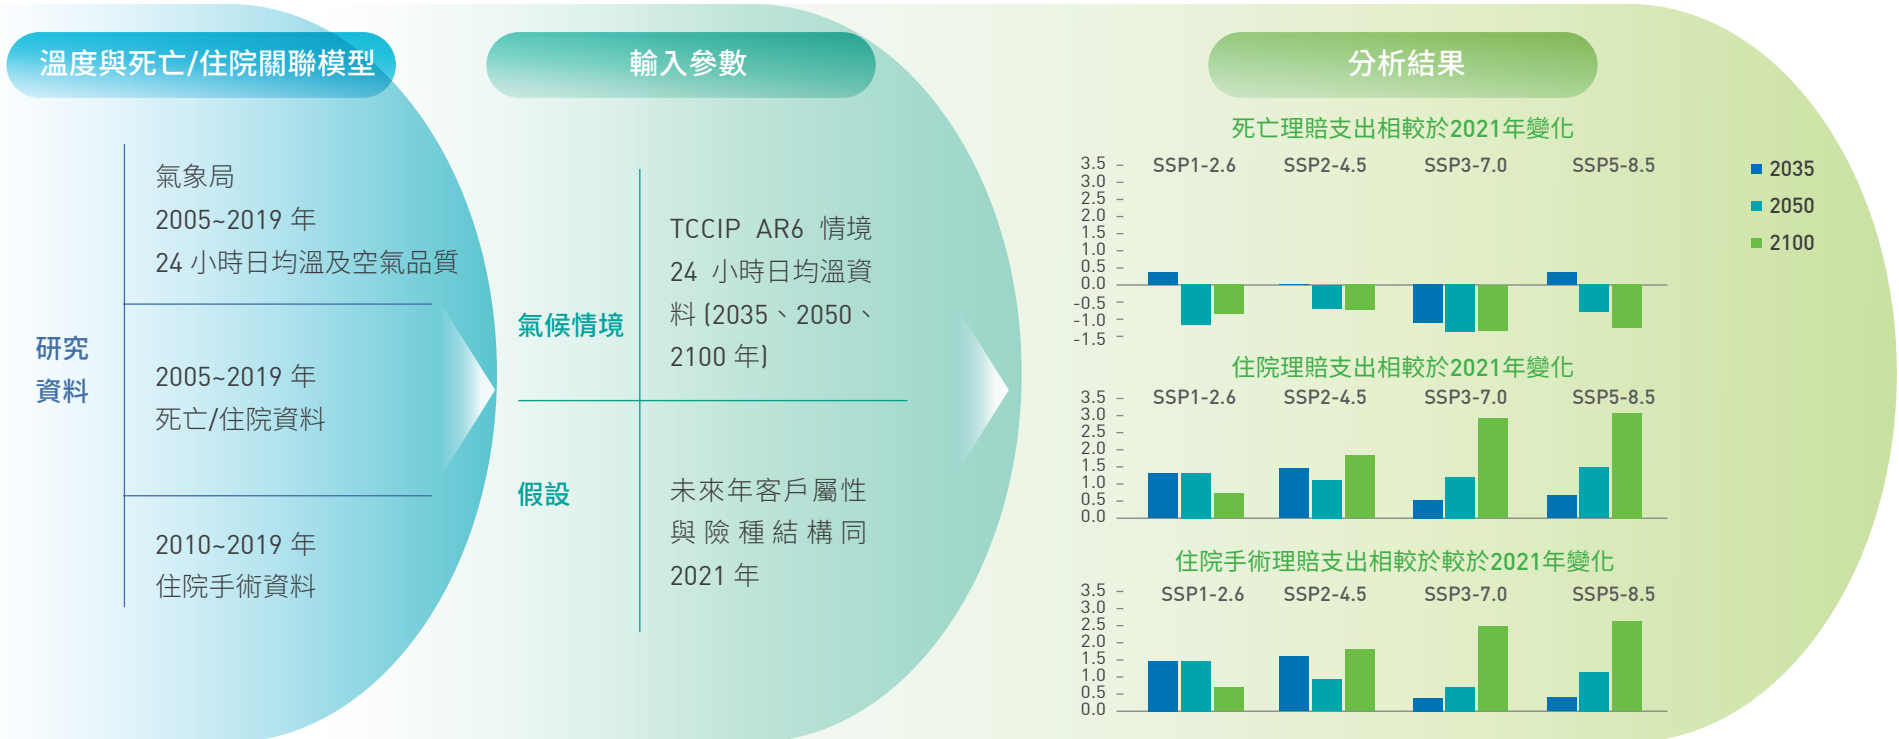 溫度與死亡/住院關聯模型
研究
資料
氣象局
2005~2019 年
24 小時日均溫及空氣品質
2005~2019 年
死亡/住院資料
2010~2019 年
住院手術資料
輸入參數
氣候情境
TCCIP AR6 情境
24 小時日均溫資
料 (2035、2050、
2100 年)
假設
未來年客戶屬性
與險種結構同
2021 年
分析結果
死亡理賠支出相較於2021年變化
SSP1-2.6 SSP2-4.5 SSP3-7.0 SSP5-8.5
3.5
3.0
2.5
2.0
1.5
1.0
0.5
0.0
-0.5
-1.0
-1.5
2035
2050
2100
住院理賠支出相較於2021年變化
SSP1-2.6 SSP2-4.5 SSP3-7.0 SSP5-8.5
3.5
3.0
2.5
2.0
1.5
1.0
0.5
0.0
住院手術理賠支出相較於較於2021年變化
SSP1-2.6 SSP2-4.5 SSP3-7.0 SSP5-8.5
3.5
3.0
2.5
2.0
1.5
1.0
0.5
0.0